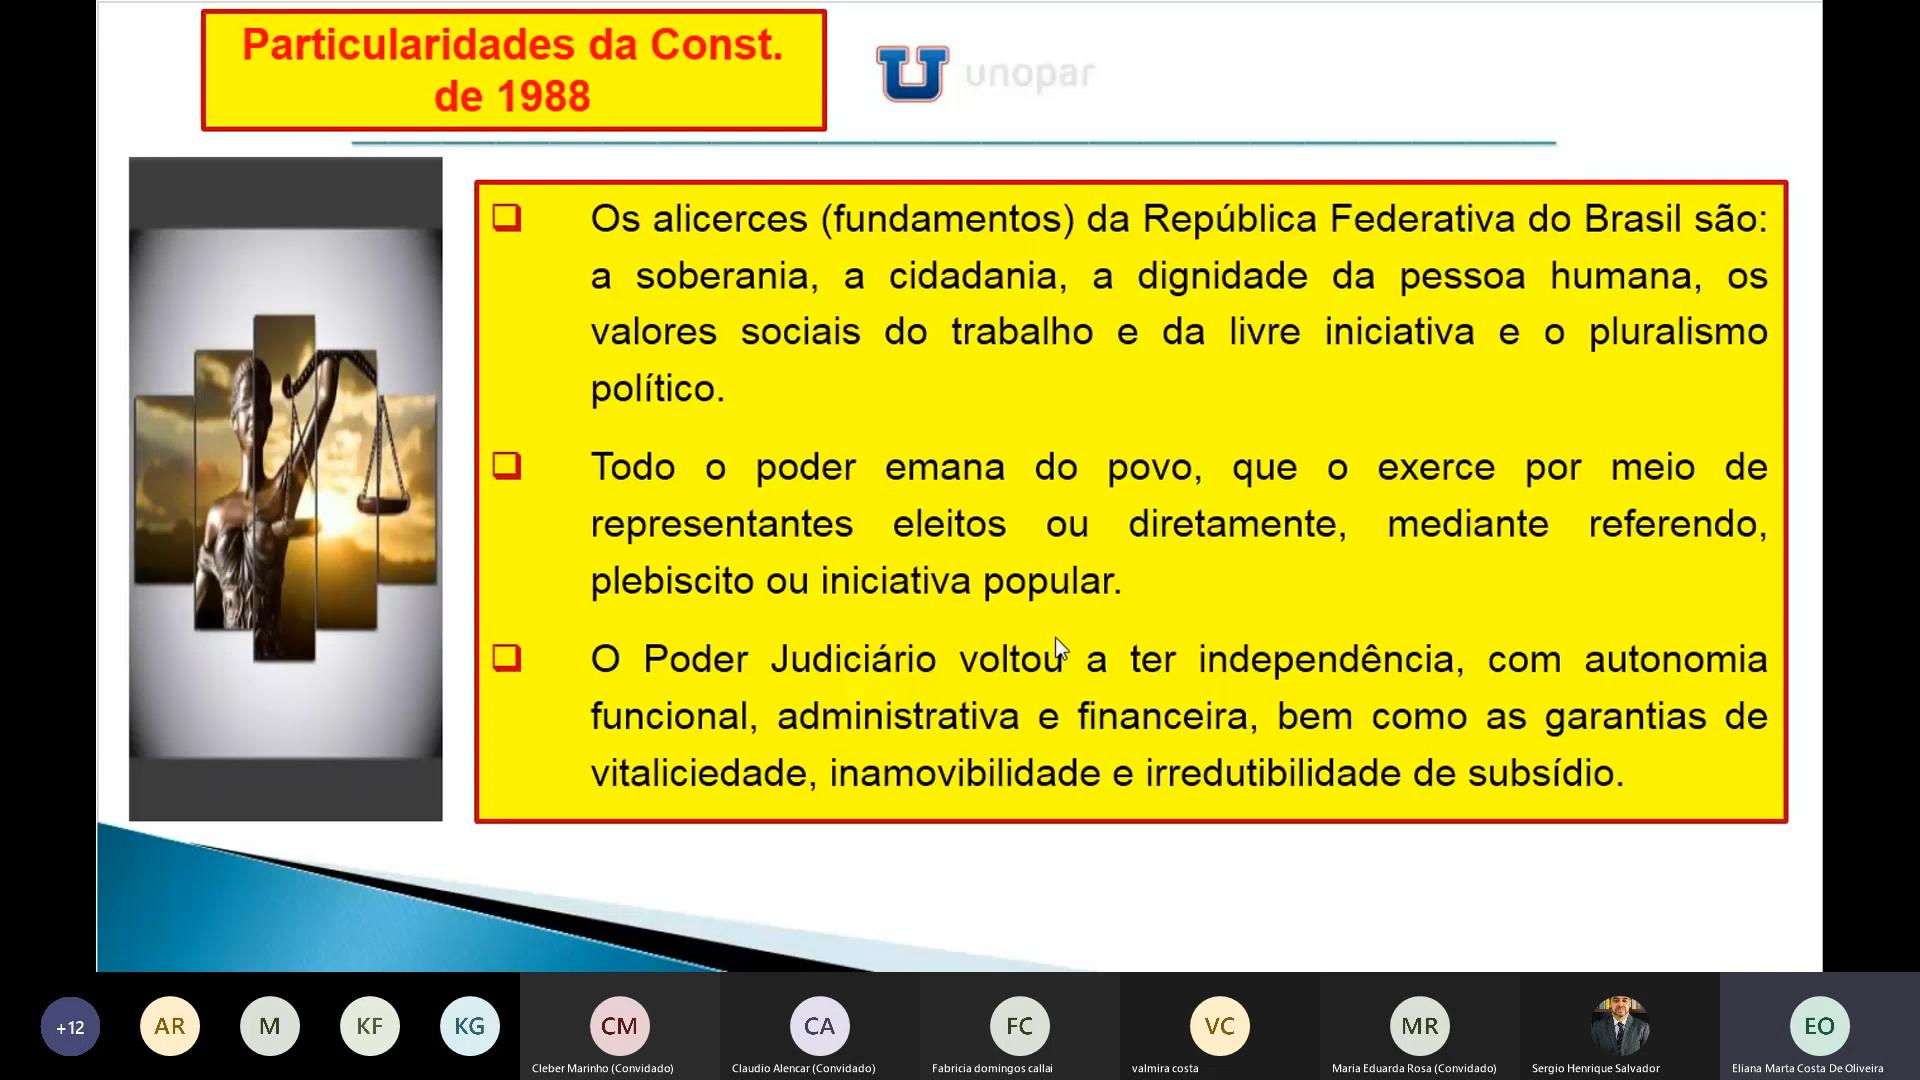 Particularidades da Const.
de 1988
unopar
Os alicerces (fundamentos) da República Federativa do Brasil são:
a soberania, a cidadania, a dignidade da pessoa humana, os
valores sociais do trabalho e da livre iniciativa e o pluralismo
político.
Todo o poder emana do povo, que o exerce por meio de
representantes eleitos ou diretamente, mediante referendo,
plebiscito ou iniciativa popular.
O Poder Judiciário voltou a ter independência, com autonomia
funcional, administrativa e financeira, bem como as garantias de
vitaliciedade, inamovibilidade e irredutibilidade de subsídio.
+12 AR M KF KG CM CA FC VC MR EO
Cleber Marinho (Convidado) Claudio Alencar (Convidado) Fabricia domingos callai valmira costa Maria Eduarda Rosa (Convidado) Sergio Henrique Salvador Eliana Marta Costa De Oliveira